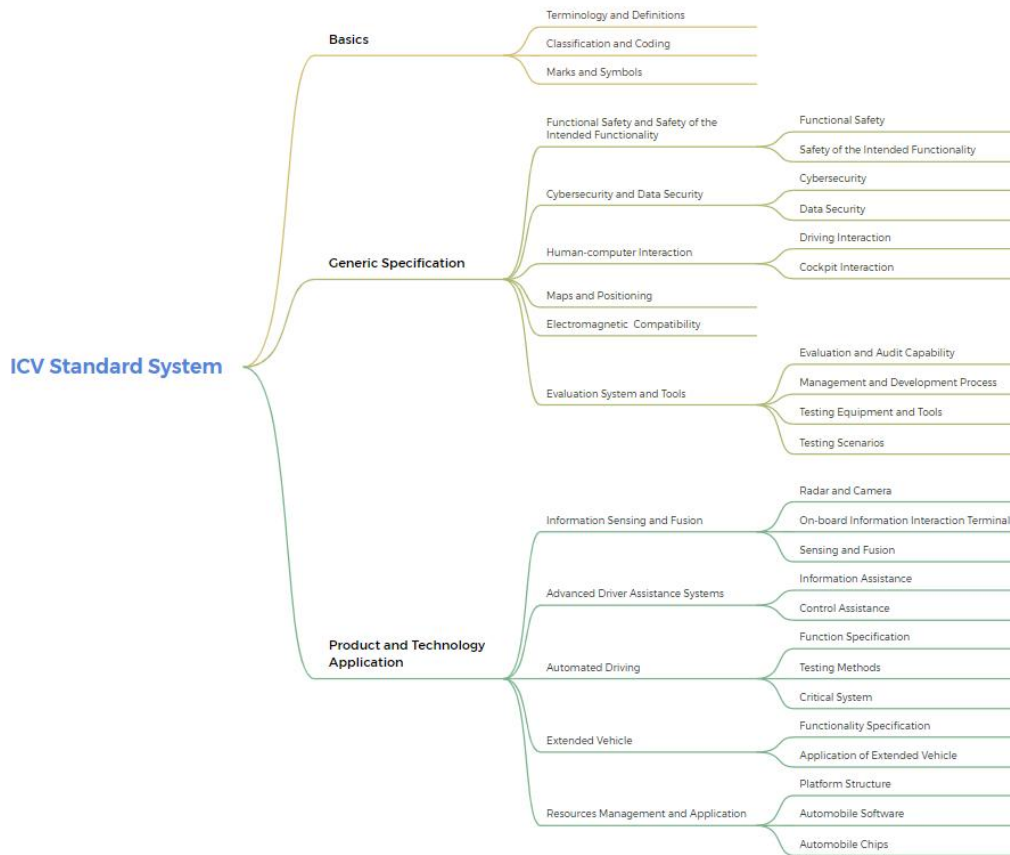 ICV Standard System
Basics
Terminology and Definitions
Classification and Coding
Marks and Symbols
Generic Specification
Functional Safety and Safety of the
Intended Functionality
Functional Safety
Safety of the Intended Functionality
Cybersecurity and Data Security
Cybersecurity
Data Security
Human-computer Interaction
Driving Interaction
Cockpit Interaction
Maps and Positioning
Electromagnetic Compatibility
Evaluation System and Tools
Evaluation and Audit Capability
Management and Development Process
Testing Equipment and Tools
Testing Scenarios
Product and Technology
Application
Information Sensing and Fusion
Radar and Camera
On-board Information Interaction Terminal
Sensing and Fusion
Advanced Driver Assistance Systems
Information Assistance
Control Assistance
Automated Driving
Function Specification
Testing Methods
Critical System
Extended Vehicle
Functionality Specification
Application of Extended Vehicle
Resources Management and Application
Platform Structure
Automobile Software
Automobile Chips